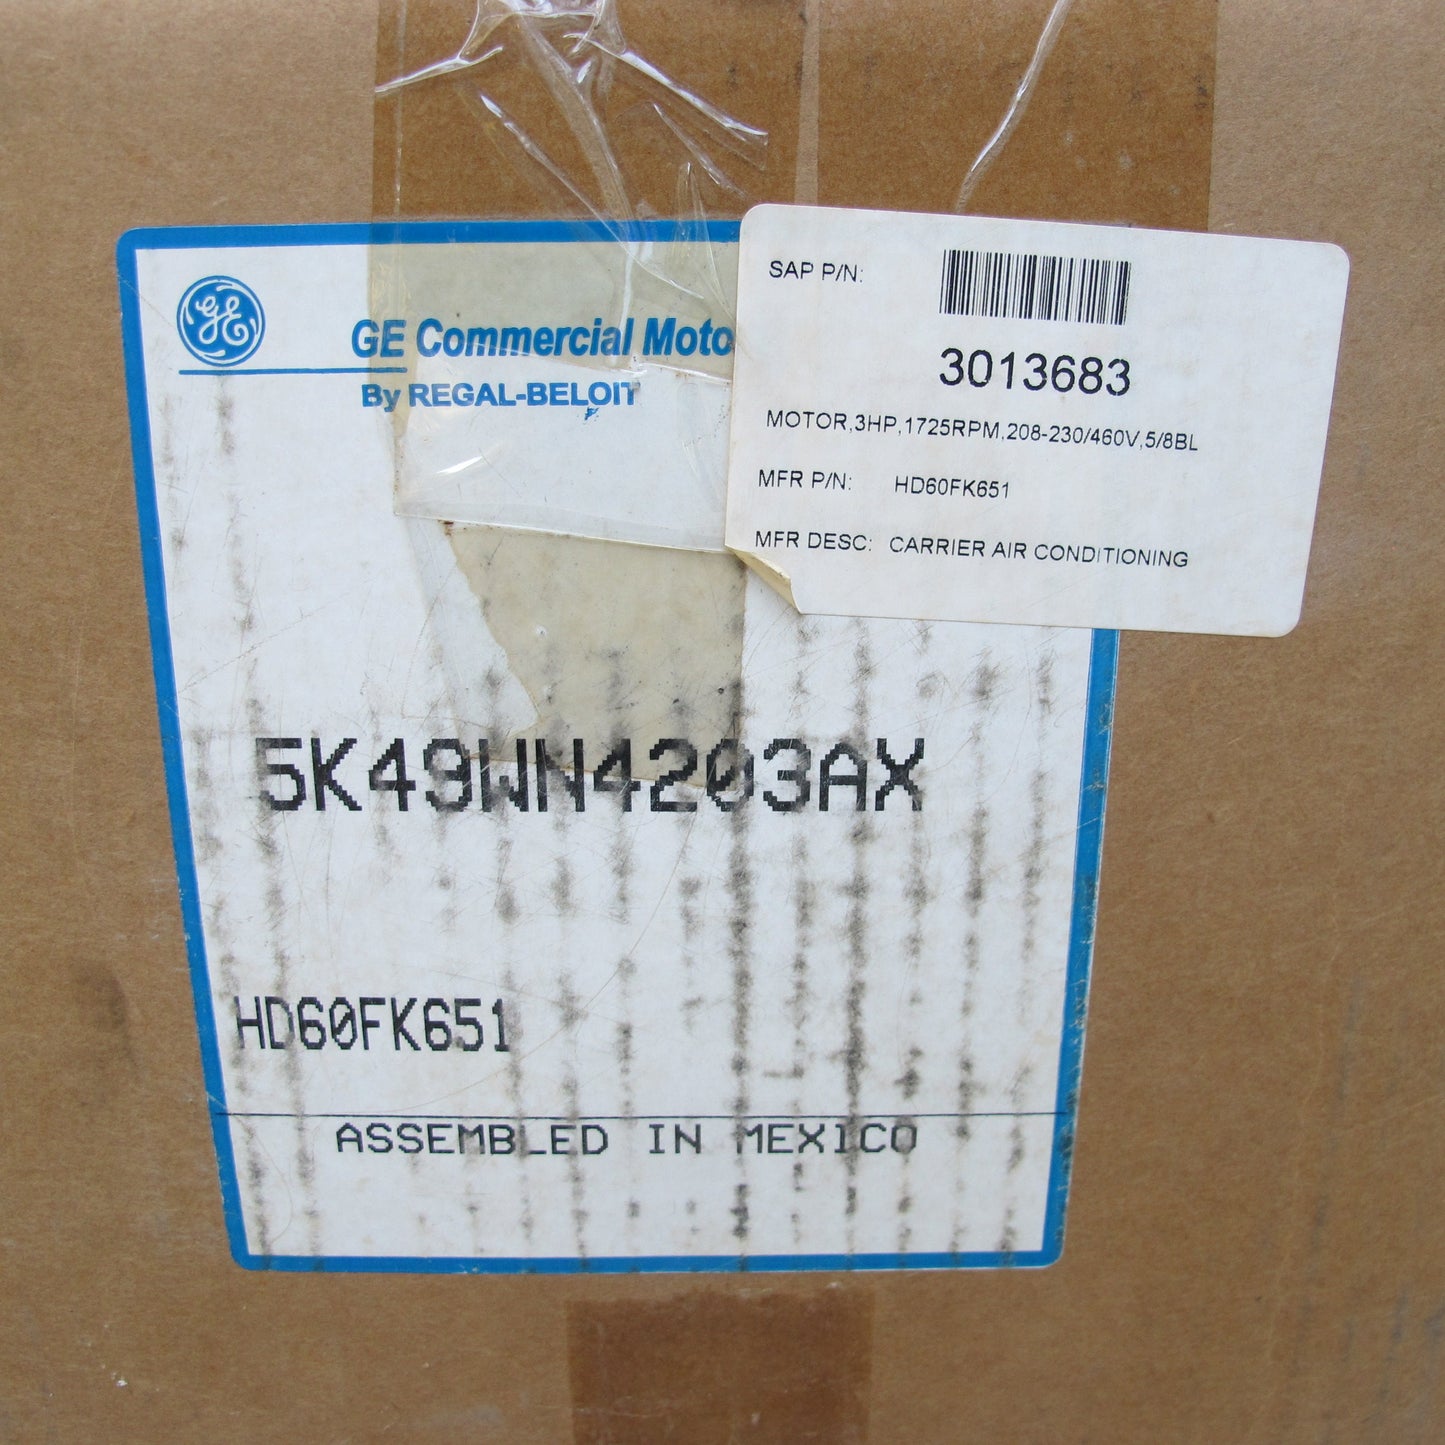 GE
GE Commercial Moto
By REGAL-BELOIT
SAP P/N:
3013683
MOTOR,3HP,1725RPM,208-230/460V,5/8BL
MFR P/N: HD60FK651
MFR DESC: CARRIER AIR CONDITIONING
5K49WN4203AX
HD60FK651
ASSEMBLED IN MEXICO